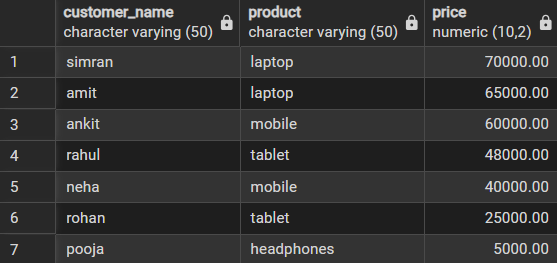 customer_name product price
character varying (50) character varying (50) numeric (10,2)
1 simran laptop 70000.00
2 amit laptop 65000.00
3 ankit mobile 60000.00
4 rahul tablet 48000.00
5 neha mobile 40000.00
6 rohan tablet 25000.00
7 pooja headphones 5000.00